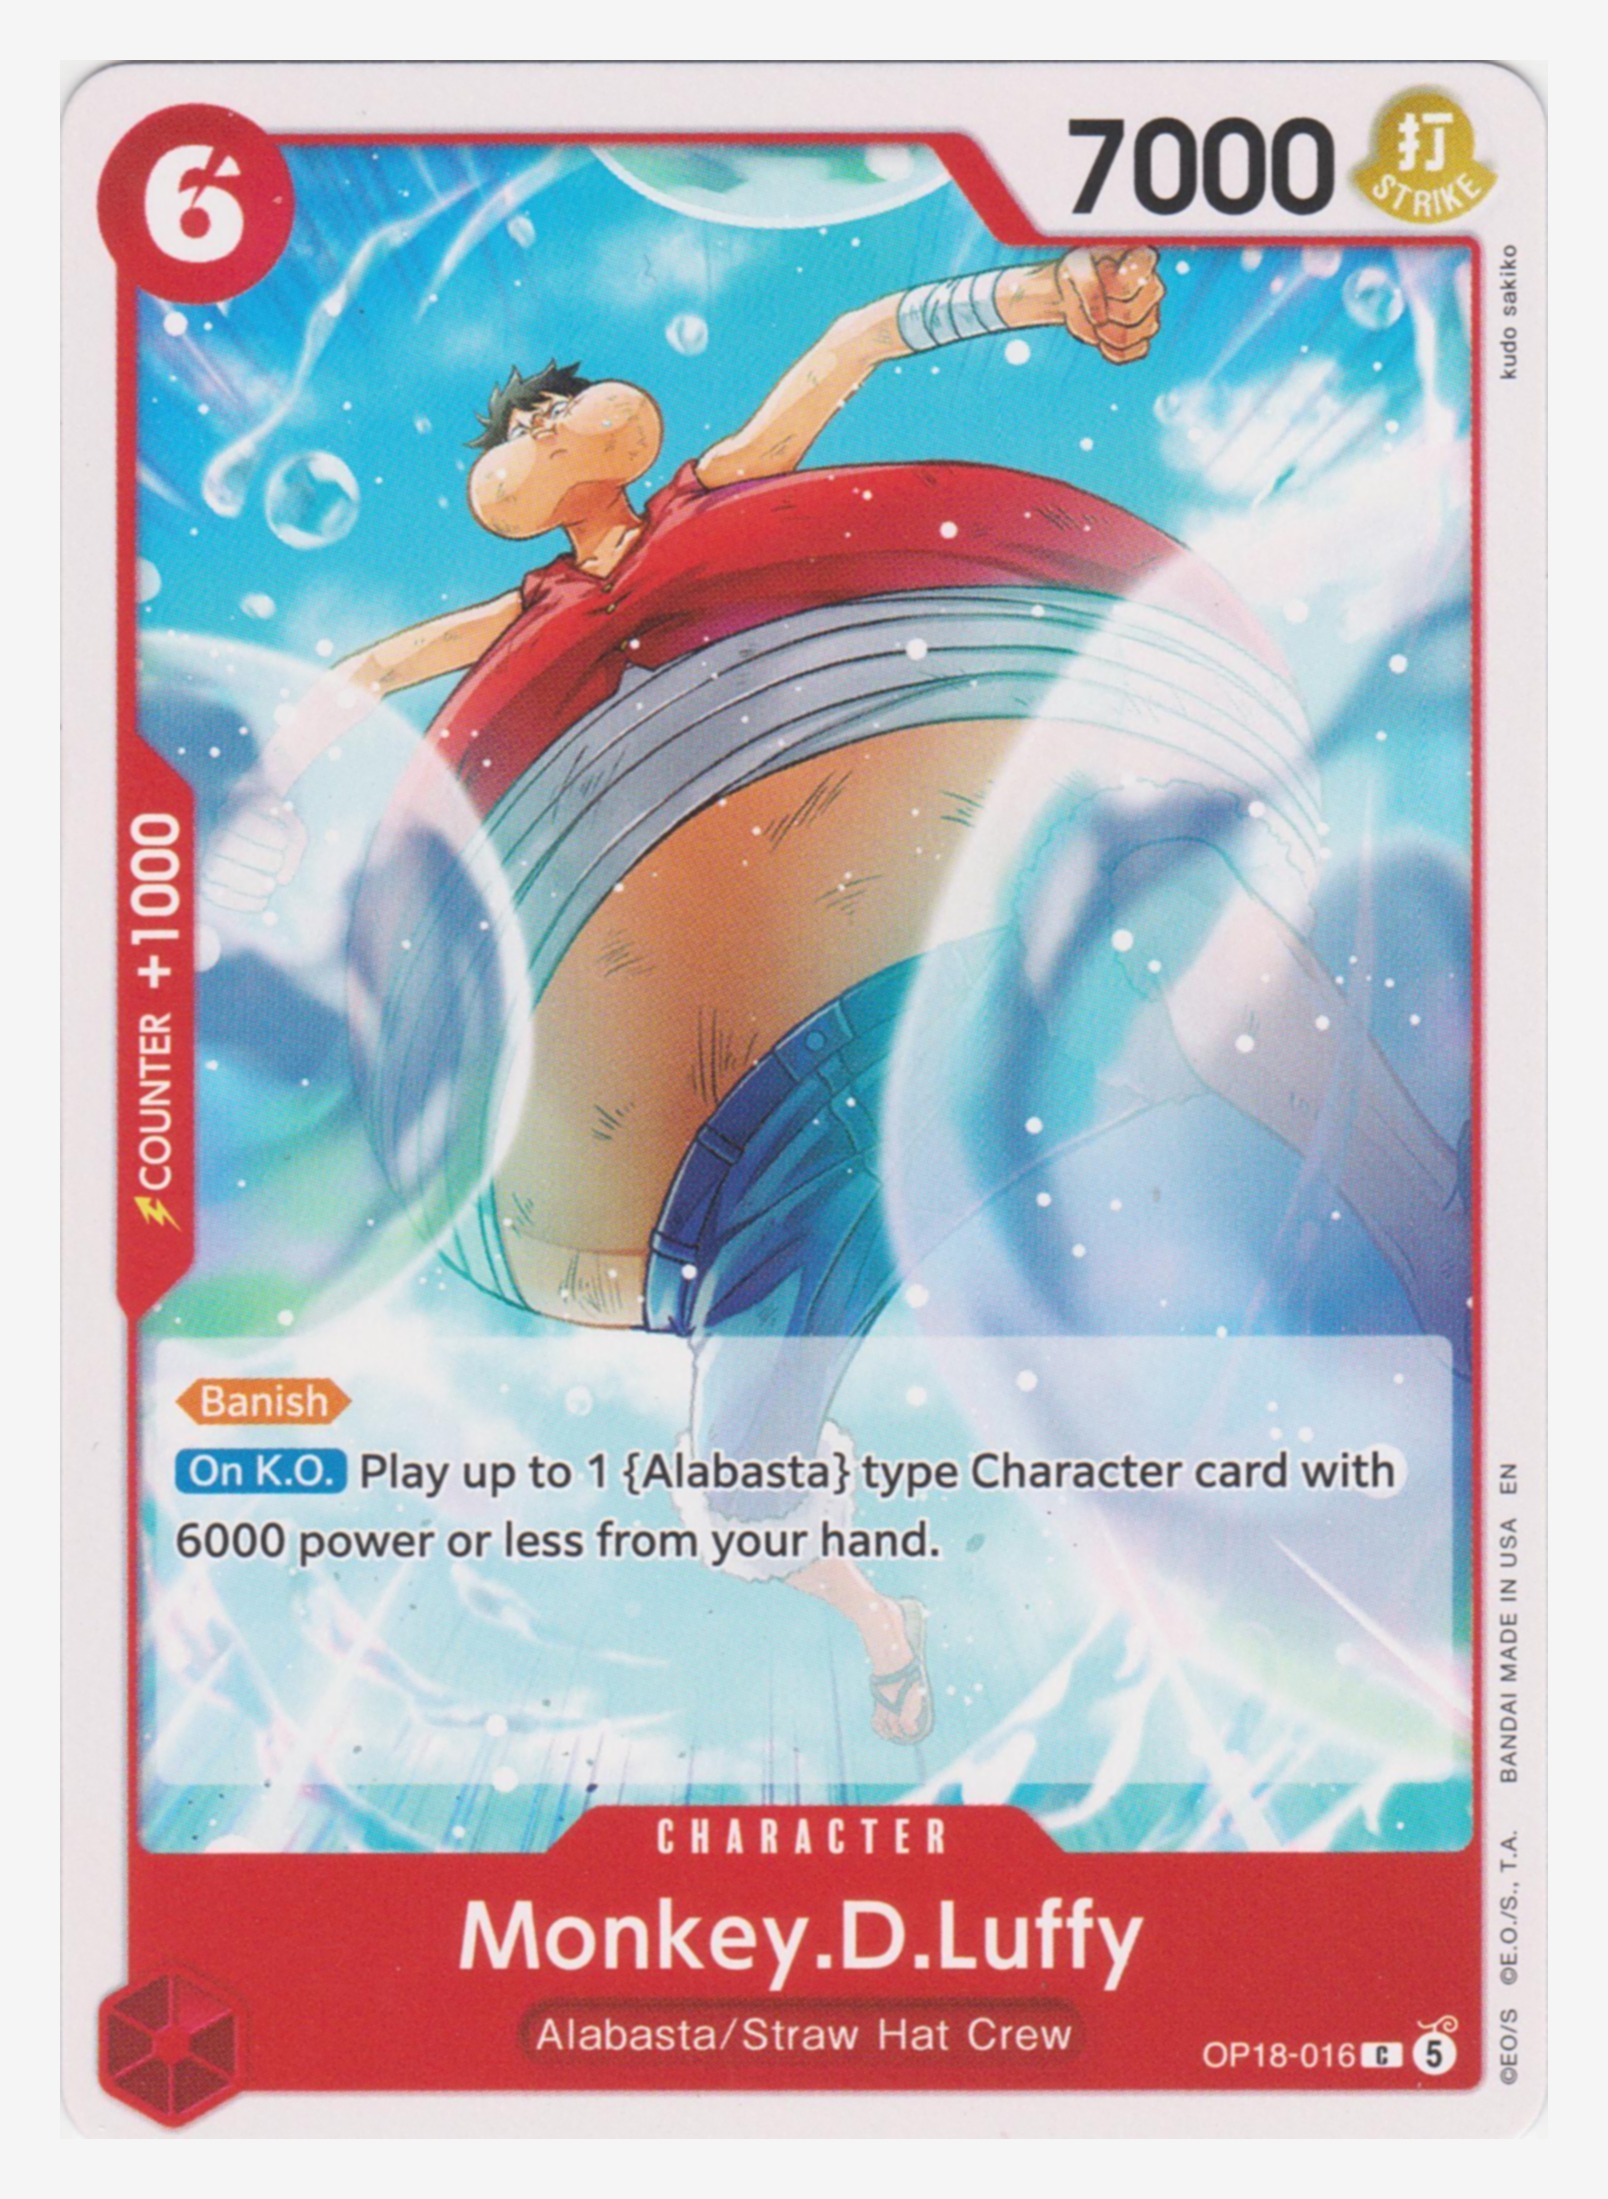 6
7000
打
STRIKE
kudo sakiko
COUNTER +1000
Banish
On K.O. Play up to 1 {Alabasta} type Character card with
6000 power or less from your hand.
CHARACTER
Monkey.D.Luffy
Alabasta/Straw Hat Crew
OP18-016 C 5
©EO/S ©E.O./S., T.A. BANDAI MADE IN USA EN